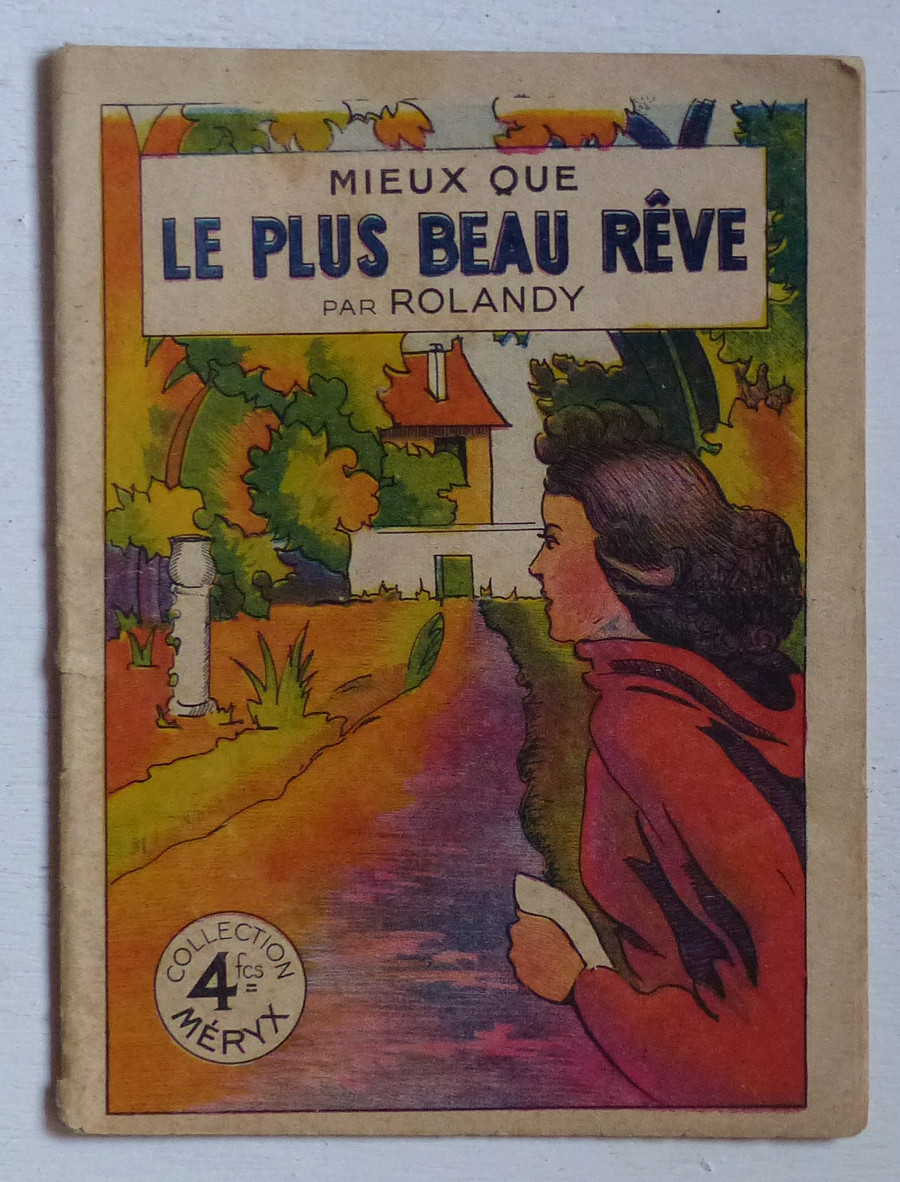 MIEUX QUE
LE PLUS BEAU RÊVE
PAR ROLANDY
COLLECTION
4 fcs =
MÉRYX